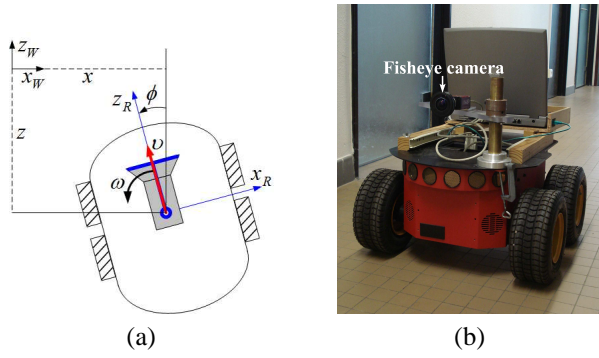 z_W
x_W
x
z
z_R
ϕ
υ
ω
x_R
Fisheye camera
(a)
(b)